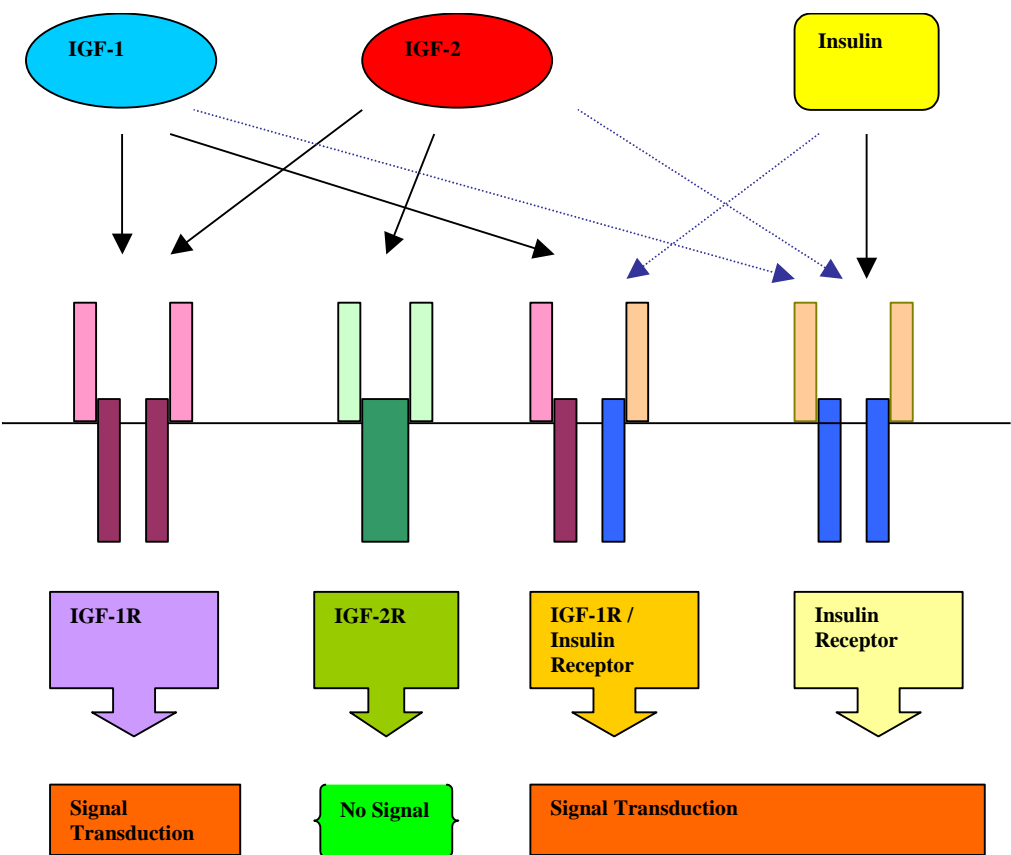 IGF-1
IGF-2
Insulin
IGF-1R
IGF-2R
IGF-1R /
Insulin
Receptor
Insulin
Receptor
Signal
Transduction
No Signal
Signal Transduction